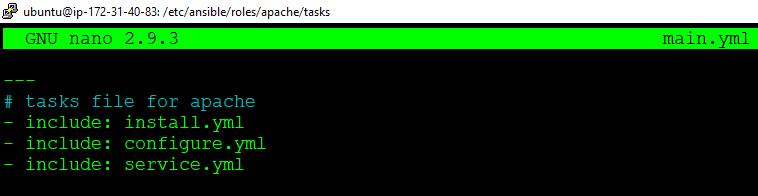 ubuntu@ip-172-31-40-83: /etc/ansible/roles/apache/tasks
GNU nano 2.9.3 main.yml
---
# tasks file for apache
- include: install.yml
- include: configure.yml
- include: service.yml